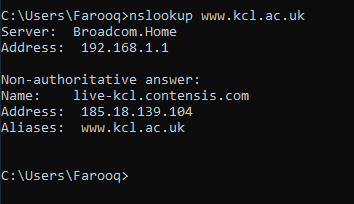 C:\Users\Farooq>nslookup www.kcl.ac.uk
Server:  Broadcom.Home
Address:  192.168.1.1

Non-authoritative answer:
Name:    live-kcl.contensis.com
Address:  185.18.139.104
Aliases:  www.kcl.ac.uk

C:\Users\Farooq>